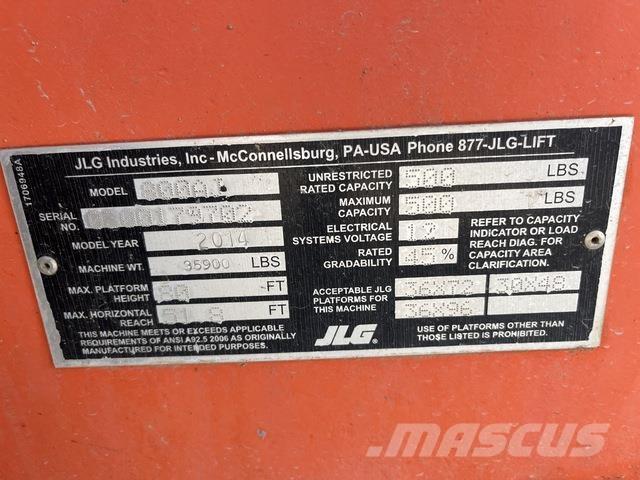 1706948A
JLG Industries, Inc - McConnellsburg, PA-USA Phone 877-JLG-LIFT
MODEL 800AJ
SERIAL NO.
MODEL YEAR 2014
MACHINE WT. 35900 LBS
MAX. PLATFORM HEIGHT 80 FT
MAX. HORIZONTAL REACH 51.8 FT
THIS MACHINE MEETS OR EXCEEDS APPLICABLE
REQUIREMENTS OF ANSI A92.5 2006 AS ORIGINALLY
MANUFACTURED FOR INTENDED PURPOSES.
UNRESTRICTED RATED CAPACITY 500 LBS
MAXIMUM CAPACITY 500 LBS
ELECTRICAL SYSTEMS VOLTAGE 12
RATED GRADABILITY 45 %
REFER TO CAPACITY
INDICATOR OR LOAD
REACH DIAG. FOR
CAPACITY AREA
CLARIFICATION.
ACCEPTABLE JLG
PLATFORMS FOR
THIS MACHINE
36X72 30X48
36X96
JLG®
USE OF PLATFORMS OTHER THAN
THOSE LISTED IS PROHIBITED.
MASCUS